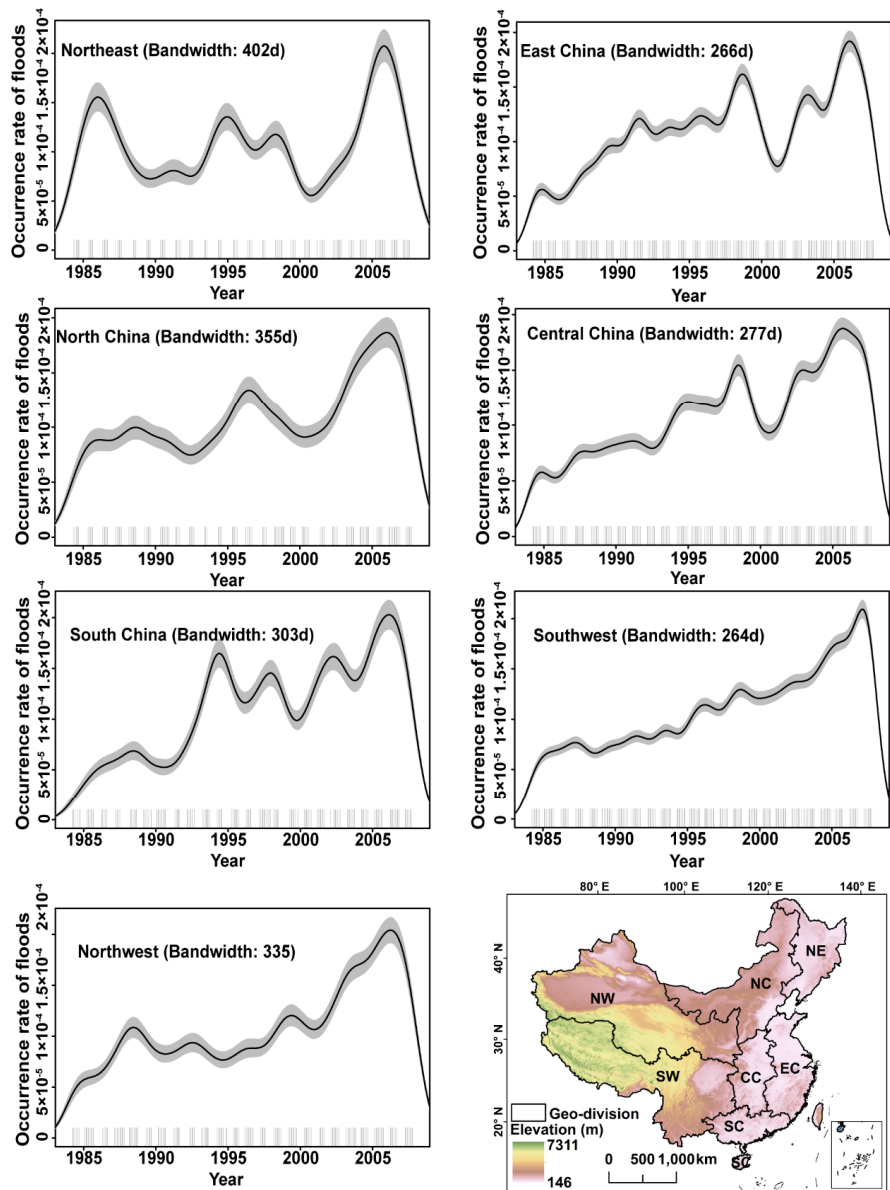 Occurrence rate of floods
0 5×10⁻⁵ 1×10⁻⁴ 1.5×10⁻⁴ 2×10⁻⁴
Northeast (Bandwidth: 402d)
1985 1990 1995 2000 2005
Year
Occurrence rate of floods
0 5×10⁻⁵ 1×10⁻⁴ 1.5×10⁻⁴ 2×10⁻⁴
East China (Bandwidth: 266d)
1985 1990 1995 2000 2005
Year
Occurrence rate of floods
0 5×10⁻⁵ 1×10⁻⁴ 1.5×10⁻⁴ 2×10⁻⁴
North China (Bandwidth: 355d)
1985 1990 1995 2000 2005
Year
Occurrence rate of floods
0 5×10⁻⁵ 1×10⁻⁴ 1.5×10⁻⁴ 2×10⁻⁴
Central China (Bandwidth: 277d)
1985 1990 1995 2000 2005
Year
Occurrence rate of floods
0 5×10⁻⁵ 1×10⁻⁴ 1.5×10⁻⁴ 2×10⁻⁴
South China (Bandwidth: 303d)
1985 1990 1995 2000 2005
Year
Occurrence rate of floods
0 5×10⁻⁵ 1×10⁻⁴ 1.5×10⁻⁴ 2×10⁻⁴
Southwest (Bandwidth: 264d)
1985 1990 1995 2000 2005
Year
Occurrence rate of floods
0 5×10⁻⁵ 1×10⁻⁴ 1.5×10⁻⁴ 2×10⁻⁴
Northwest (Bandwidth: 335)
1985 1990 1995 2000 2005
Year
80° E 100° E 120° E 140° E
40° N
30° N
20° N
NE
NC
NW
SW
CC
EC
SC
SC
Geo-division
Elevation (m)
7311
146
0 500 1,000 km